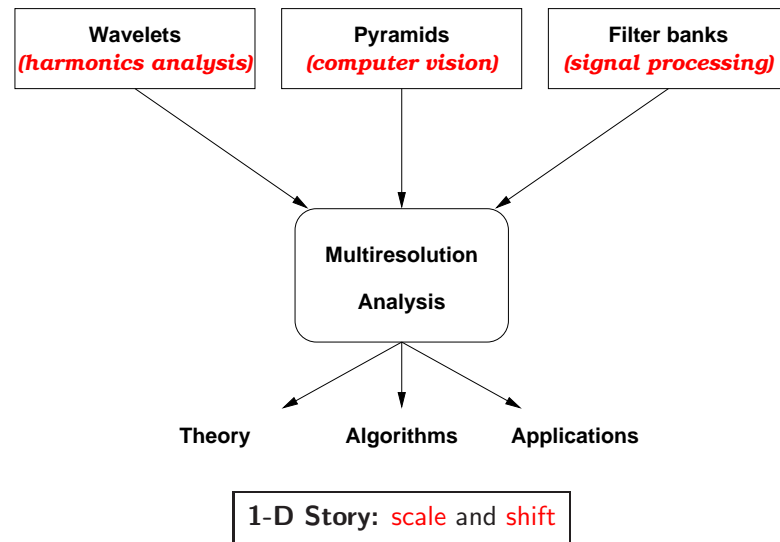 Wavelets
(harmonics analysis)
Pyramids
(computer vision)
Filter banks
(signal processing)
Multiresolution
Analysis
Theory
Algorithms
Applications
1-D Story: scale and shift